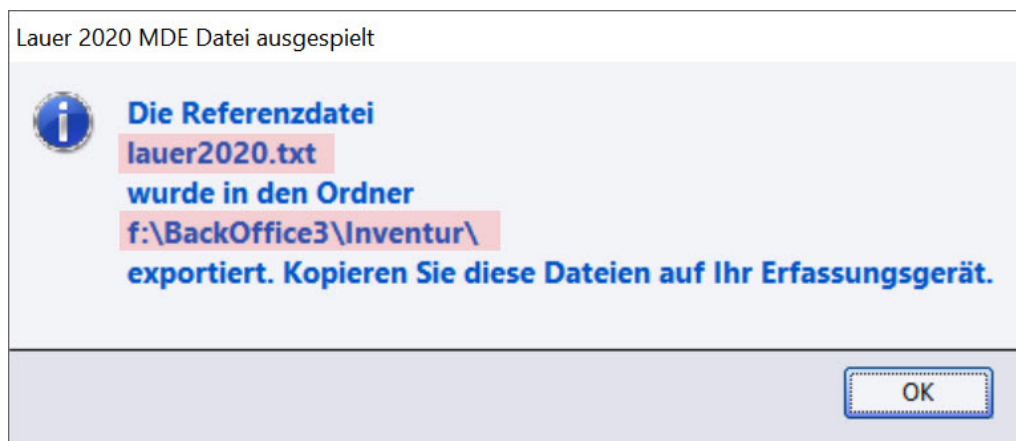 Lauer 2020 MDE Datei ausgespielt
Die Referenzdatei
lauer2020.txt
wurde in den Ordner
f:\BackOffice3\Inventur\
exportiert. Kopieren Sie diese Dateien auf Ihr Erfassungsgerät.
OK